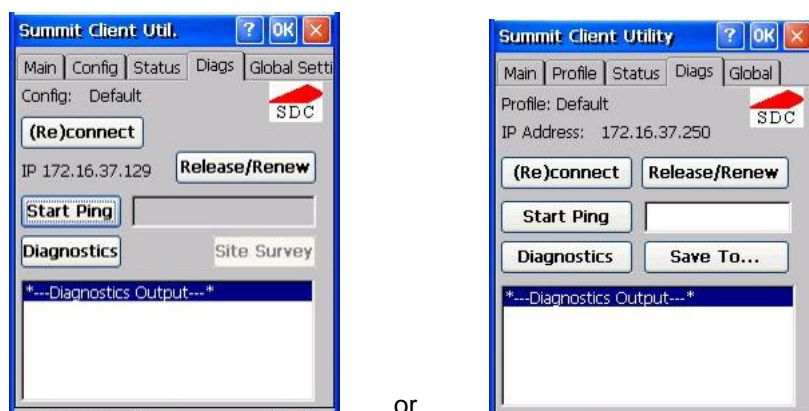 Summit Client Util. ? OK X
Main Config Status Diags Global Setti
Config: Default
SDC
(Re)connect
IP 172.16.37.129 Release/Renew
Start Ping
Diagnostics Site Survey
*---Diagnostics Output---*
or
Summit Client Utility ? OK X
Main Profile Status Diags Global
Profile: Default
SDC
IP Address: 172.16.37.250
(Re)connect Release/Renew
Start Ping
Diagnostics Save To...
*---Diagnostics Output---*